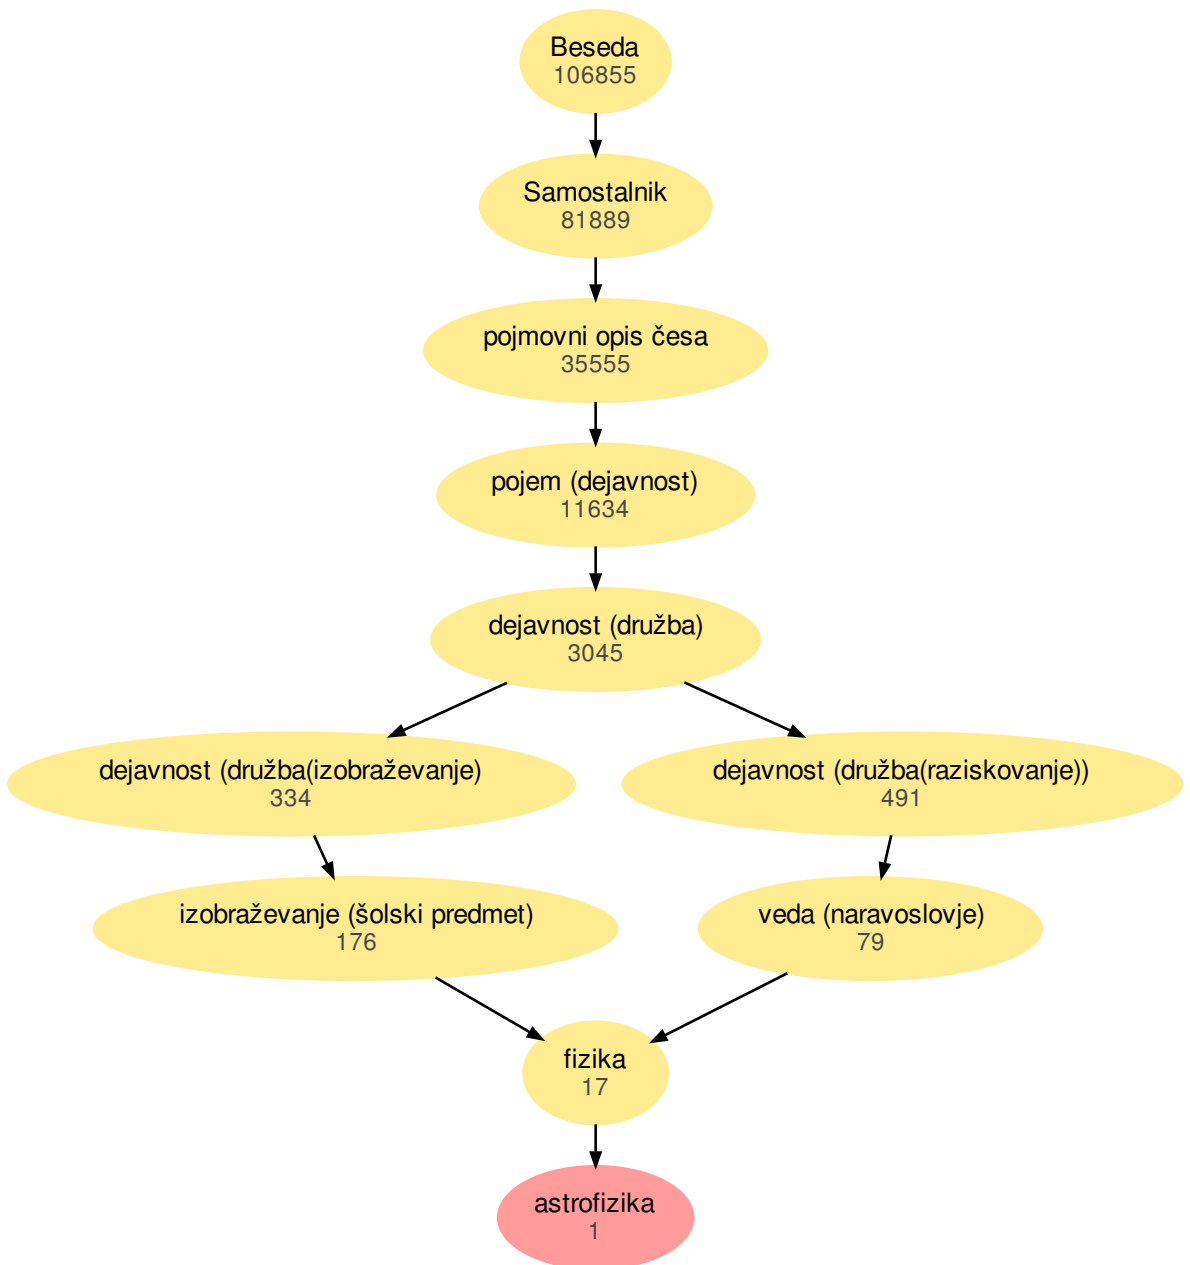 Beseda
106855
Samostalnik
81889
pojmovni opis česa
35555
pojem (dejavnost)
11634
dejavnost (družba)
3045
dejavnost (družba(izobraževanje)
334
dejavnost (družba(raziskovanje))
491
izobraževanje (šolski predmet)
176
veda (naravoslovje)
79
fizika
17
astrofizika
1